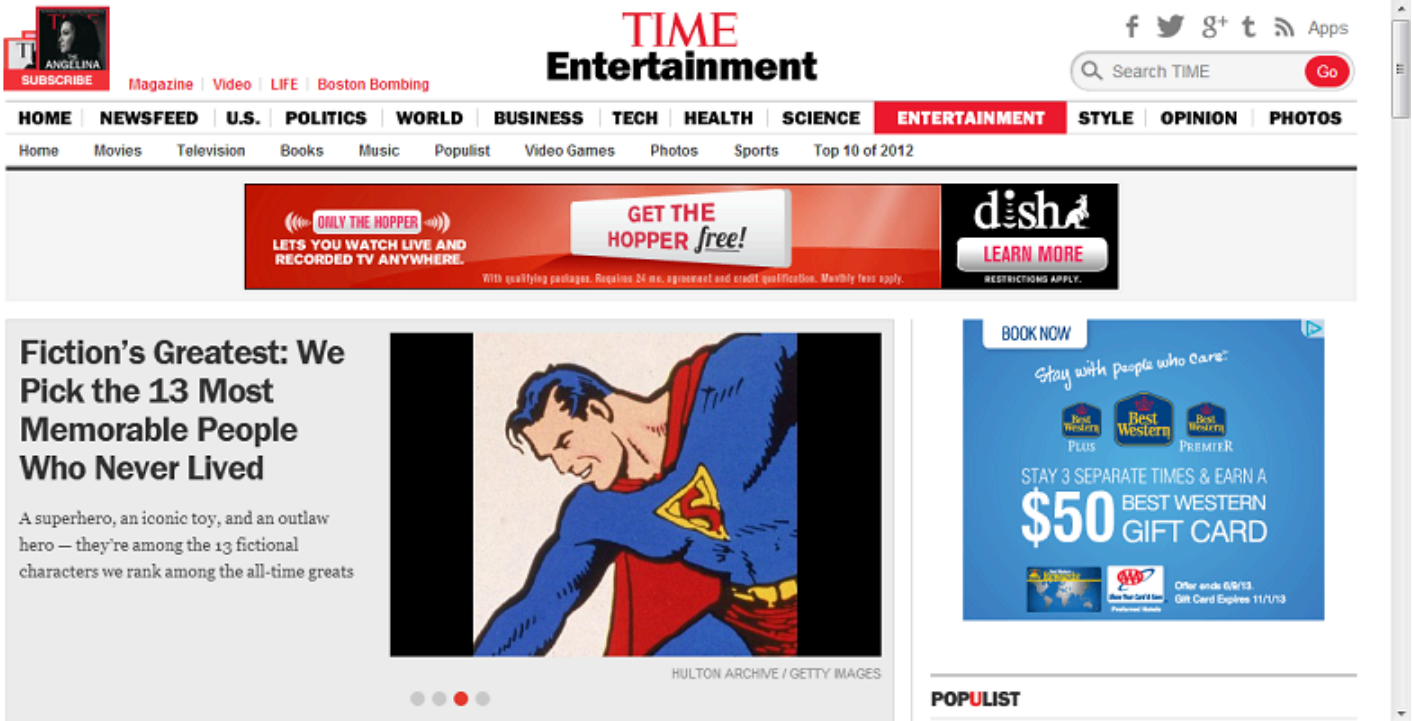 TIME
ANGELINA
SUBSCRIBE
Magazine Video LIFE Boston Bombing
TIME
Entertainment
f g+ t Apps
Search TIME Go
HOME NEWSFEED U.S. POLITICS WORLD BUSINESS TECH HEALTH SCIENCE ENTERTAINMENT STYLE OPINION PHOTOS
Home Movies Television Books Music Populist Video Games Photos Sports Top 10 of 2012
ONLY THE HOPPER
LETS YOU WATCH LIVE AND
RECORDED TV ANYWHERE.
GET THE
HOPPER free!
With qualifying packages. Requires 24 mo. agreement and credit qualification. Monthly fees apply.
dish
LEARN MORE
RESTRICTIONS APPLY.
Fiction's Greatest: We
Pick the 13 Most
Memorable People
Who Never Lived
A superhero, an iconic toy, and an outlaw
hero — they're among the 13 fictional
characters we rank among the all-time greats
S
HULTON ARCHIVE / GETTY IMAGES
BOOK NOW
Stay with people who care.
Best Western PLUS
Best Western
Best Western PREMIER
STAY 3 SEPARATE TIMES & EARN A
$50 BEST WESTERN
GIFT CARD
AAA
Show Your Card & Save
Preferred Hotels
Offer ends 6/9/13.
Gift Card Expires 11/1/13
POPULIST